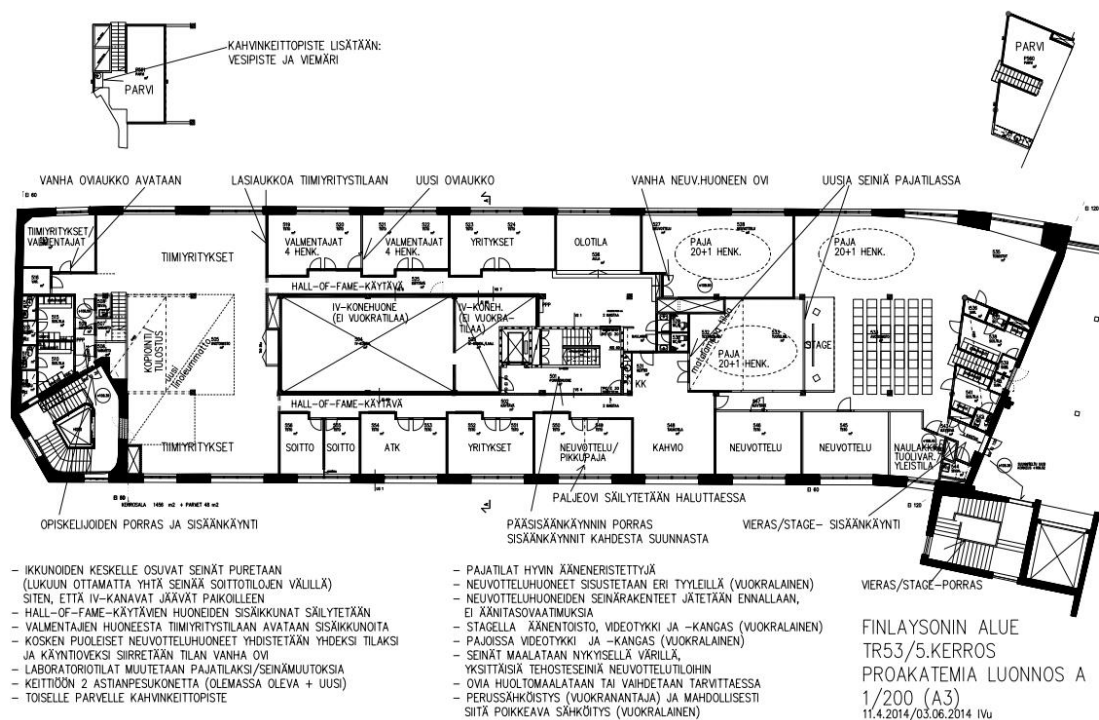 KAHVINKEITTOPISTE LISÄTÄÄN:
VESIPISTE JA VIEMÄRI
PARVI
PARVI
VANHA OVIAUKKO AVATAAN
LASIAUKKOA TIIMIYRITYSTILAAN
UUSI OVIAUKKO
VANHA NEUV.HUONEEN OVI
UUSIA SEINIÄ PAJATILASSA
TIIMIYRITYKSET/
VALMENTAJAT
TIIMIYRITYKSET
VALMENTAJAT
4 HENK.
VALMENTAJAT
4 HENK.
YRITYKSET
OLOTILA
PAJA
20+1 HENK.
PAJA
20+1 HENK.
HALL-OF-FAME-KÄYTÄVÄ
IV-KONEHUONE
(EI VUOKRATILAA)
IV-KONEH.
(EI VUOKRA-
TILAA)
KOPIOINTI/
TULOSTUS
Uusi
linoleummatto
PAJA
20+1 HENK.
STAGE
KK
HALL-OF-FAME-KÄYTÄVÄ
TIIMIYRITYKSET
SOITTO
SOITTO
ATK
YRITYKSET
NEUVOTTELU/
PIKKUPAJA
KAHVIO
NEUVOTTELU
NEUVOTTELU
NAULAKK.
TUOLIVAR.
YLEISTILA
KERROSALA 1456 m2 + PARVET 48 m2
PALJEOVI SÄILYTETÄÄN HALUTTAESSA
OPISKELIJOIDEN PORRAS JA SISÄÄNKÄYNTI
PÄÄSISÄÄNKÄYNNIN PORRAS
SISÄÄNKÄYNNIT KAHDESTA SUUNNASTA
VIERAS/STAGE- SISÄÄNKÄYNTI
VIERAS/STAGE-PORRAS
- IKKUNOIDEN KESKELLE OSUVAT SEINÄT PURETAAN
(LUKUUN OTTAMATTA YHTÄ SEINÄÄ SOITTOTILOJEN VÄLILLÄ)
SITEN, ETTÄ IV-KANAVAT JÄÄVÄT PAIKOILLEEN
- HALL-OF-FAME-KÄYTÄVIEN HUONEIDEN SISÄIKKUNAT SÄILYTETÄÄN
- VALMENTAJIEN HUONEESTA TIIMIYRITYSTILAAN AVATAAN SISÄIKKUNOITA
- KOSKEN PUOLEISET NEUVOTTELUHUONEET YHDISTETÄÄN YHDEKSI TILAKSI
JA KÄYNTIOVEKSI SIIRRETÄÄN TILAN VANHA OVI
- LABORATORIOTILAT MUUTETAAN PAJATILAKSI/SEINÄMUUTOKSIA
- KEITTIÖÖN 2 ASTIANPESUKONETTA (OLEMASSA OLEVA + UUSI)
- TOISELLE PARVELLE KAHVINKEITTOPISTE
- PAJATILAT HYVIN ÄÄNENERISTETTYJÄ
- NEUVOTTELUHUONEET SISUSTETAAN ERI TYYLEILLÄ (VUOKRALAINEN)
- NEUVOTTELUHUONEIDEN SEINÄRAKENTEET JÄTETÄÄN ENNALLAAN,
EI ÄÄNITASOVAATIMUKSIA
- STAGELLA ÄÄNENTOISTO, VIDEOTYKKI JA -KANGAS (VUOKRALAINEN)
- PAJOISSA VIDEOTYKKI JA -KANGAS (VUOKRALAINEN)
- SEINÄT MAALATAAN NYKYISELLÄ VÄRILLÄ,
YKSITTÄISIÄ TEHOSTESEINIÄ NEUVOTTELUTILOIHIN
- OVIA HUOLTOMAALATAAN TAI VAIHDETAAN TARVITTAESSA
- PERUSSÄHKÖISTYS (VUOKRANANTAJA) JA MAHDOLLISESTI
SIITÄ POIKKEAVA SÄHKÖITYS (VUOKRALAINEN)
FINLAYSONIN ALUE
TR53/5.KERROS
PROAKATEMIA LUONNOS A
1/200 (A3)
11.4.2014/03.06.2014 IVu